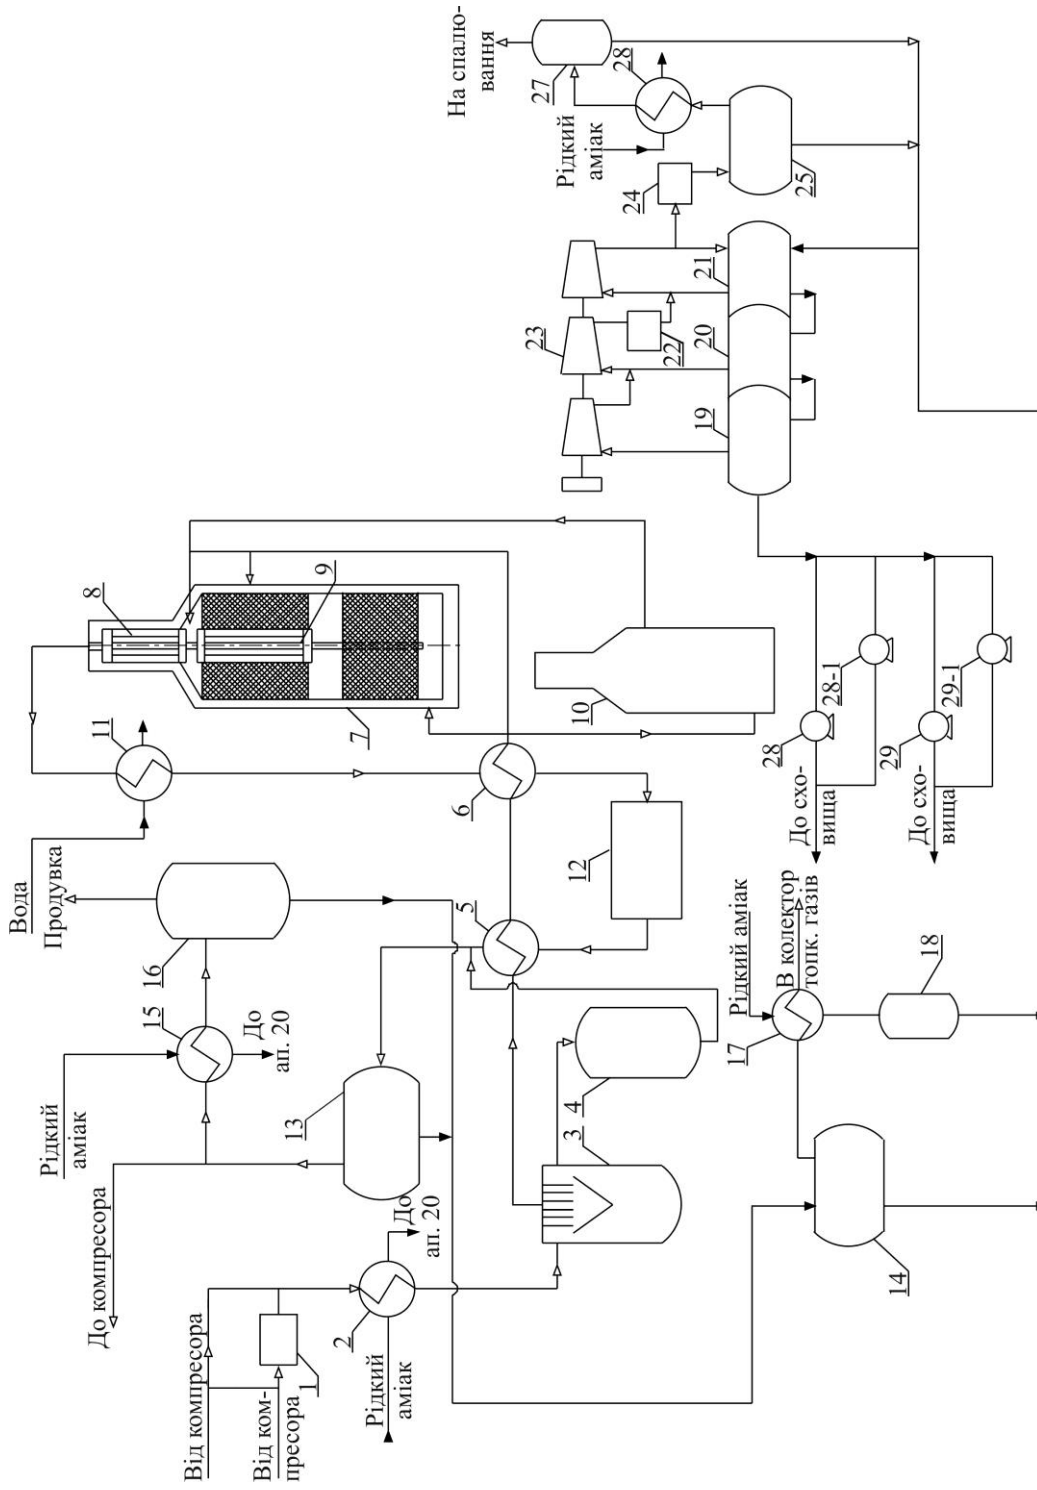 Вода
Продувка
До компресора
Рідкий
аміак
Від компресора
Від ком-
пресора
1
2
Рідкий
аміак
До
ап. 20
13
15
До
ап. 20
16
11
8
9
7
6
5
3
4
12
10
На спалю-
вання
27
28
Рідкий
аміак
24
25
23
22
19
20
21
Рідкий аміак
В колектор
топк. газів
17
18
14
До схо-
вища
28
28-1
До схо-
вища
29
29-1